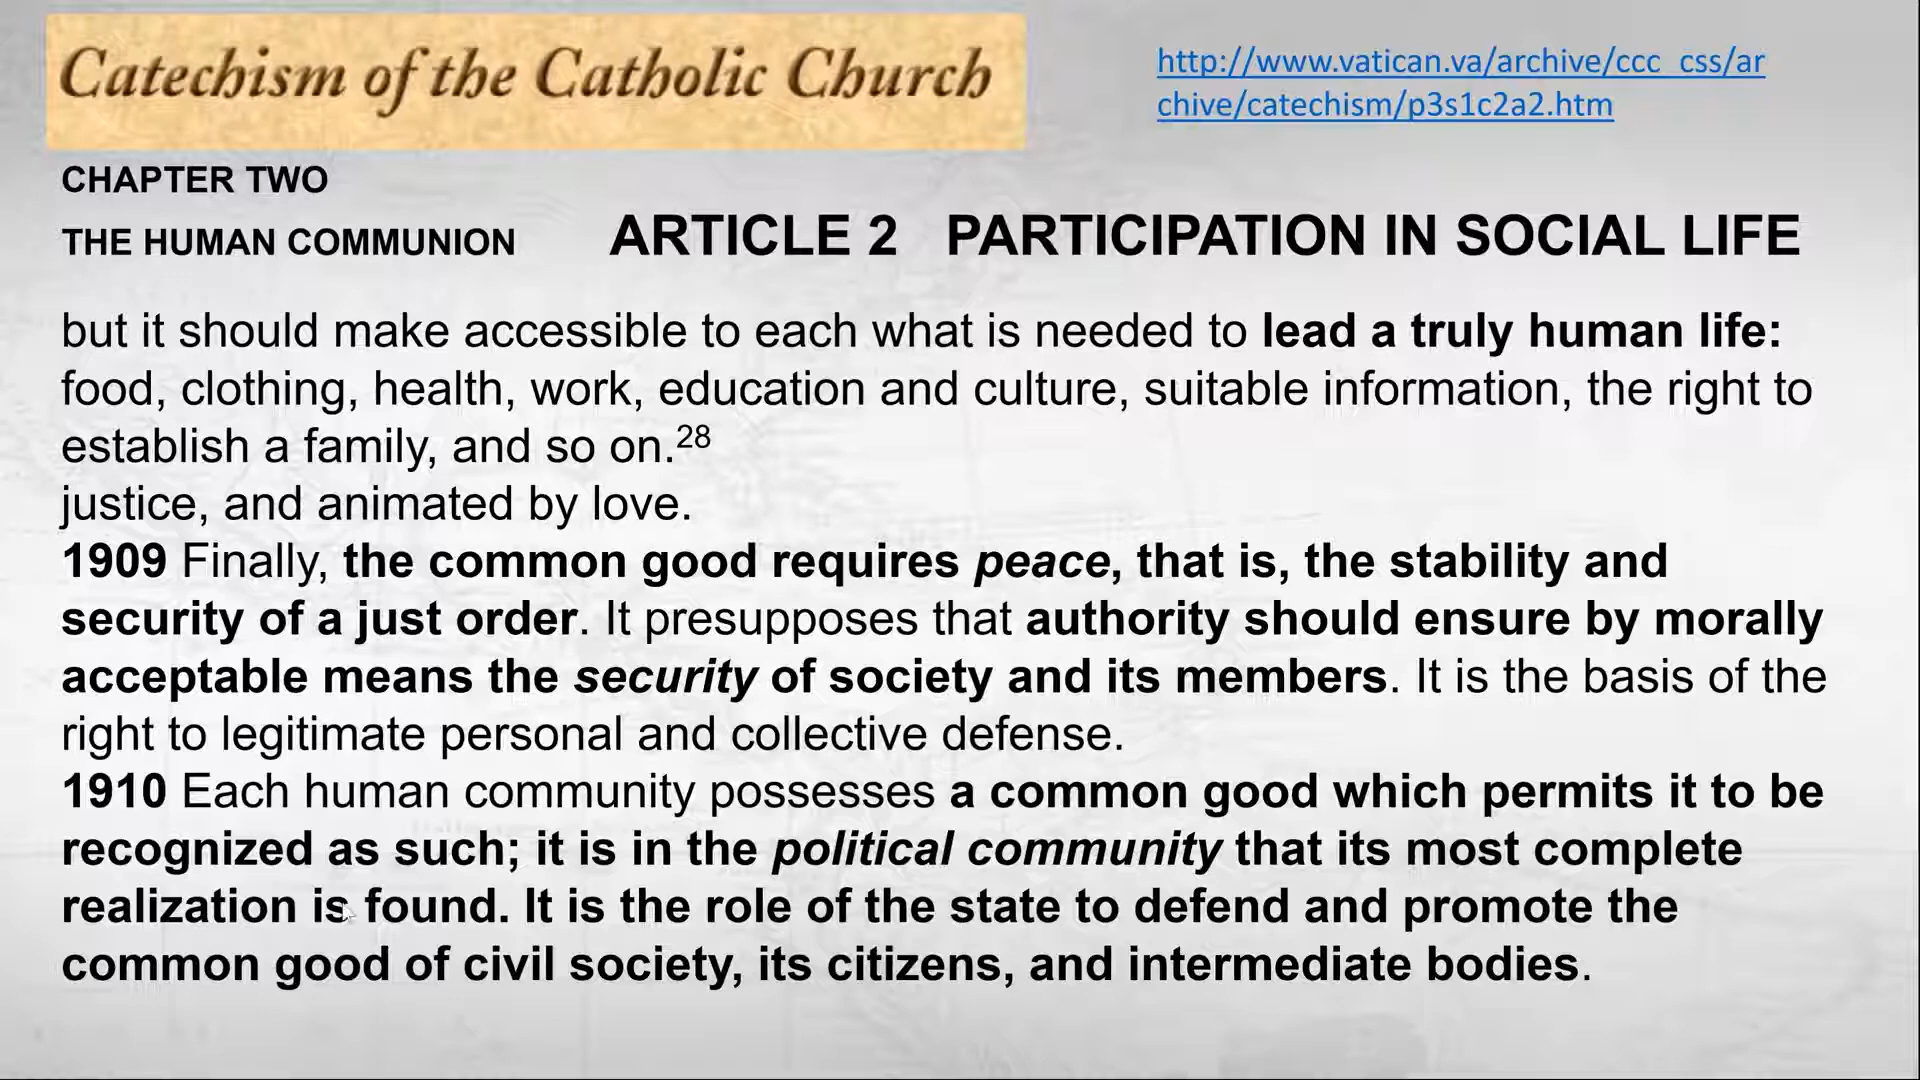 Catechism of the Catholic Church
http://www.vatican.va/archive/ccc_css/ar
chive/catechism/p3s1c2a2.htm
CHAPTER TWO
THE HUMAN COMMUNION ARTICLE 2 PARTICIPATION IN SOCIAL LIFE
but it should make accessible to each what is needed to lead a truly human life:
food, clothing, health, work, education and culture, suitable information, the right to
establish a family, and so on.28
justice, and animated by love.
1909 Finally, the common good requires peace, that is, the stability and
security of a just order. It presupposes that authority should ensure by morally
acceptable means the security of society and its members. It is the basis of the
right to legitimate personal and collective defense.
1910 Each human community possesses a common good which permits it to be
recognized as such; it is in the political community that its most complete
realization is found. It is the role of the state to defend and promote the
common good of civil society, its citizens, and intermediate bodies.